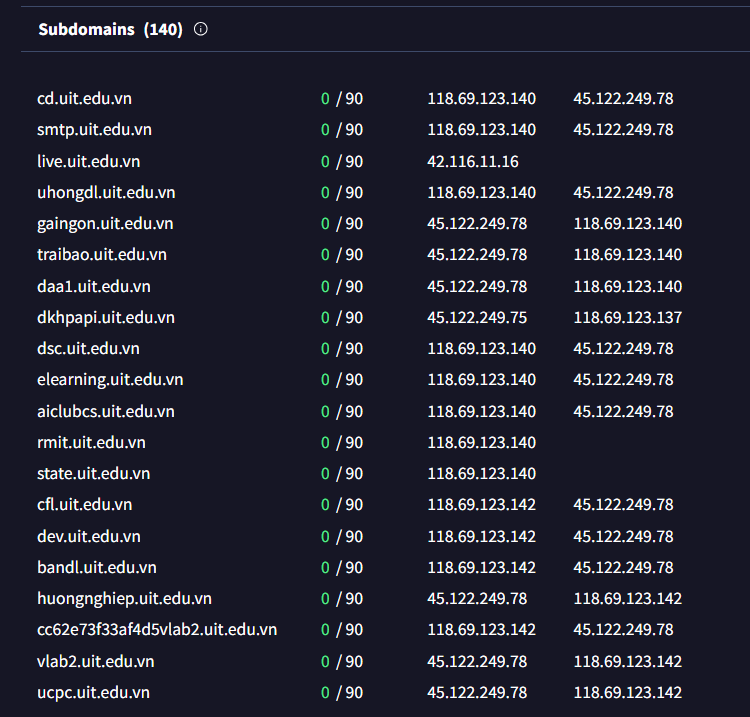 Subdomains (140)
cd.uit.edu.vn 0 / 90 118.69.123.140 45.122.249.78
smtp.uit.edu.vn 0 / 90 118.69.123.140 45.122.249.78
live.uit.edu.vn 0 / 90 42.116.11.16
uhongdl.uit.edu.vn 0 / 90 118.69.123.140 45.122.249.78
gaingon.uit.edu.vn 0 / 90 45.122.249.78 118.69.123.140
traibao.uit.edu.vn 0 / 90 45.122.249.78 118.69.123.140
daa1.uit.edu.vn 0 / 90 45.122.249.78 118.69.123.140
dkhpapi.uit.edu.vn 0 / 90 45.122.249.75 118.69.123.137
dsc.uit.edu.vn 0 / 90 118.69.123.140 45.122.249.78
elearning.uit.edu.vn 0 / 90 118.69.123.140 45.122.249.78
aiclubcs.uit.edu.vn 0 / 90 118.69.123.140 45.122.249.78
rmit.uit.edu.vn 0 / 90 118.69.123.140
state.uit.edu.vn 0 / 90 118.69.123.140
cfl.uit.edu.vn 0 / 90 118.69.123.142 45.122.249.78
dev.uit.edu.vn 0 / 90 118.69.123.142 45.122.249.78
bandl.uit.edu.vn 0 / 90 118.69.123.142 45.122.249.78
huongnghiep.uit.edu.vn 0 / 90 45.122.249.78 118.69.123.142
cc62e73f33af4d5vlab2.uit.edu.vn 0 / 90 118.69.123.142 45.122.249.78
vlab2.uit.edu.vn 0 / 90 45.122.249.78 118.69.123.142
ucpc.uit.edu.vn 0 / 90 45.122.249.78 118.69.123.142